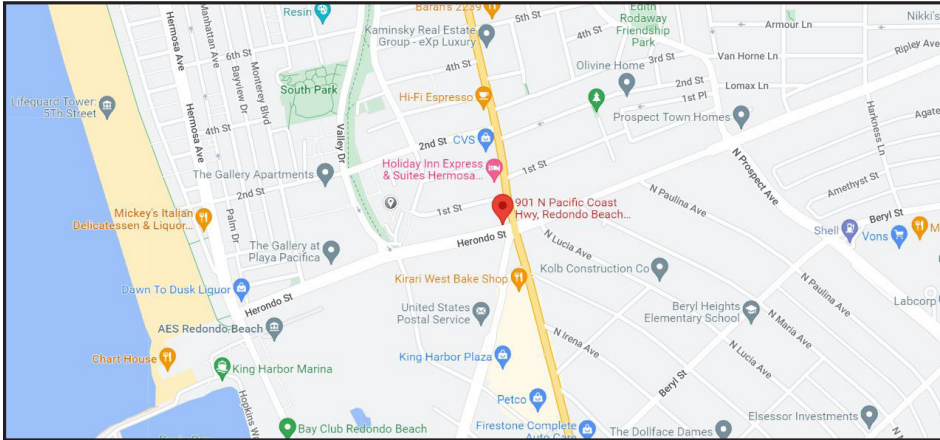 Resin
Baran's 2239
5th St
Edith
Rodaway
Friendship
Park
Nikki's
Armour Ln
Kaminsky Real Estate
Group - eXp Luxury
Hermosa Ave
Manhattan Ave
Bayview Dr
Monterey Blvd
6th St
4th St
4th St
3rd St
Van Home Ln
Ripley Ave
Olivine Home
2nd St
Lomax Ln
1st Pl
South Park
Hi-Fi Espresso
Lifeguard Tower:
5Th Street
Hermosa Ave
4th St
Valley Dr
Prospect Town Homes
Harkness Ln
Agate
CVS
2nd St
1st St
N Prospect Ave
Holiday Inn Express
& Suites Hermosa...
The Gallery Apartments
2nd St
N Paulina Ave
Amethyst St
901 N Pacific Coast
Hwy, Redondo Beach...
1st St
Mickey's Italian
Delicatessen & Liquor...
Palm Dr
Beryl St
Shell
Vons
M
Herondo St
N Lucia Ave
The Gallery at
Playa Pacifica
Kirari West Bake Shop
Kolb Construction Co
N Paulina Ave
Dawn To Dusk Liquor
Herondo St
Labcorp
United States
Postal Service
Beryl Heights
Elementary School
N Maria Ave
AES Redondo Beach
N Irena Ave
N Lucia Ave
Chart House
King Harbor Marina
King Harbor Plaza
Beryl St
Hopkins W
Petco
Elsessor Investments
Bay Club Redondo Beach
Firestone Complete
Auto Care
The Dollface Dames